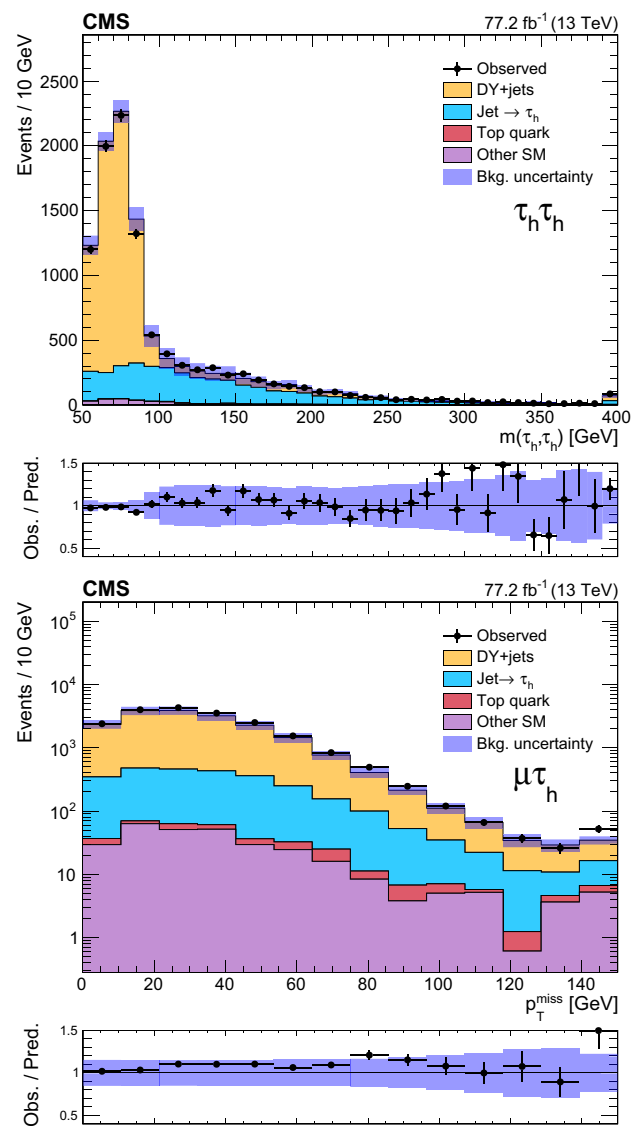 CMS 77.2 fb⁻¹ (13 TeV)
Events / 10 GeV
2500
2000
1500
1000
500
0
Observed
DY+jets
Jet → τh
Top quark
Other SM
Bkg. uncertainty
τhτh
50 100 150 200 250 300 350 400
m(τh,τh) [GeV]
Obs. / Pred.
1.5
1
0.5
CMS 77.2 fb⁻¹ (13 TeV)
Events / 10 GeV
10⁵
10⁴
10³
10²
10
1
Observed
DY+jets
Jet→ τh
Top quark
Other SM
Bkg. uncertainty
μτh
0 20 40 60 80 100 120 140
pTmiss [GeV]
Obs. / Pred.
1.5
1
0.5